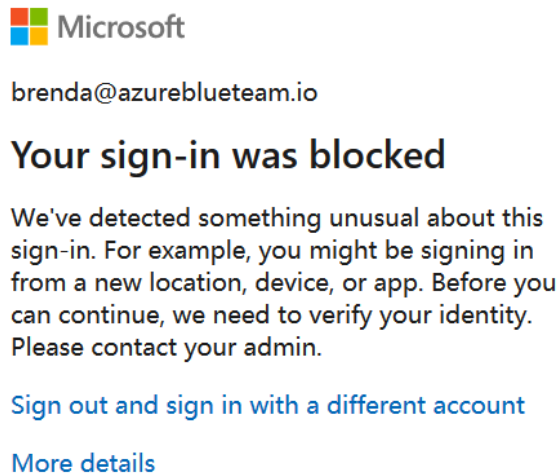 Microsoft
brenda@azureblueteam.io
Your sign-in was blocked
We've detected something unusual about this
sign-in. For example, you might be signing in
from a new location, device, or app. Before you
can continue, we need to verify your identity.
Please contact your admin.
Sign out and sign in with a different account
More details